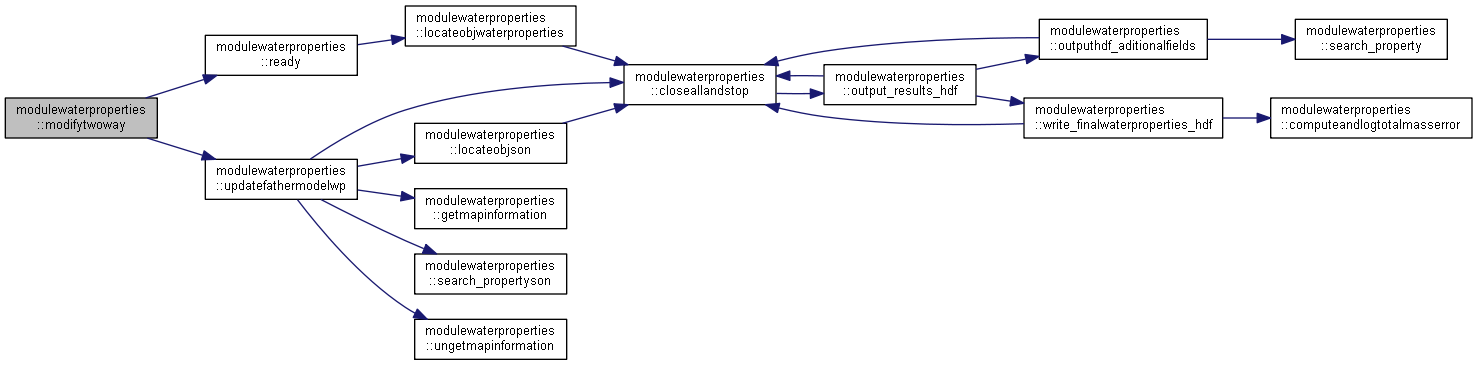 modulewaterproperties
::modifytwoway
modulewaterproperties
::ready
modulewaterproperties
::locateobjwaterproperties
modulewaterproperties
::updatefathermodelwp
modulewaterproperties
::locateobjson
modulewaterproperties
::getmapinformation
modulewaterproperties
::search_propertyson
modulewaterproperties
::ungetmapinformation
modulewaterproperties
::closeallandstop
modulewaterproperties
::output_results_hdf
modulewaterproperties
::outputhdf_aditionalfields
modulewaterproperties
::write_finalwaterproperties_hdf
modulewaterproperties
::search_property
modulewaterproperties
::computeandlogtotalmasserror